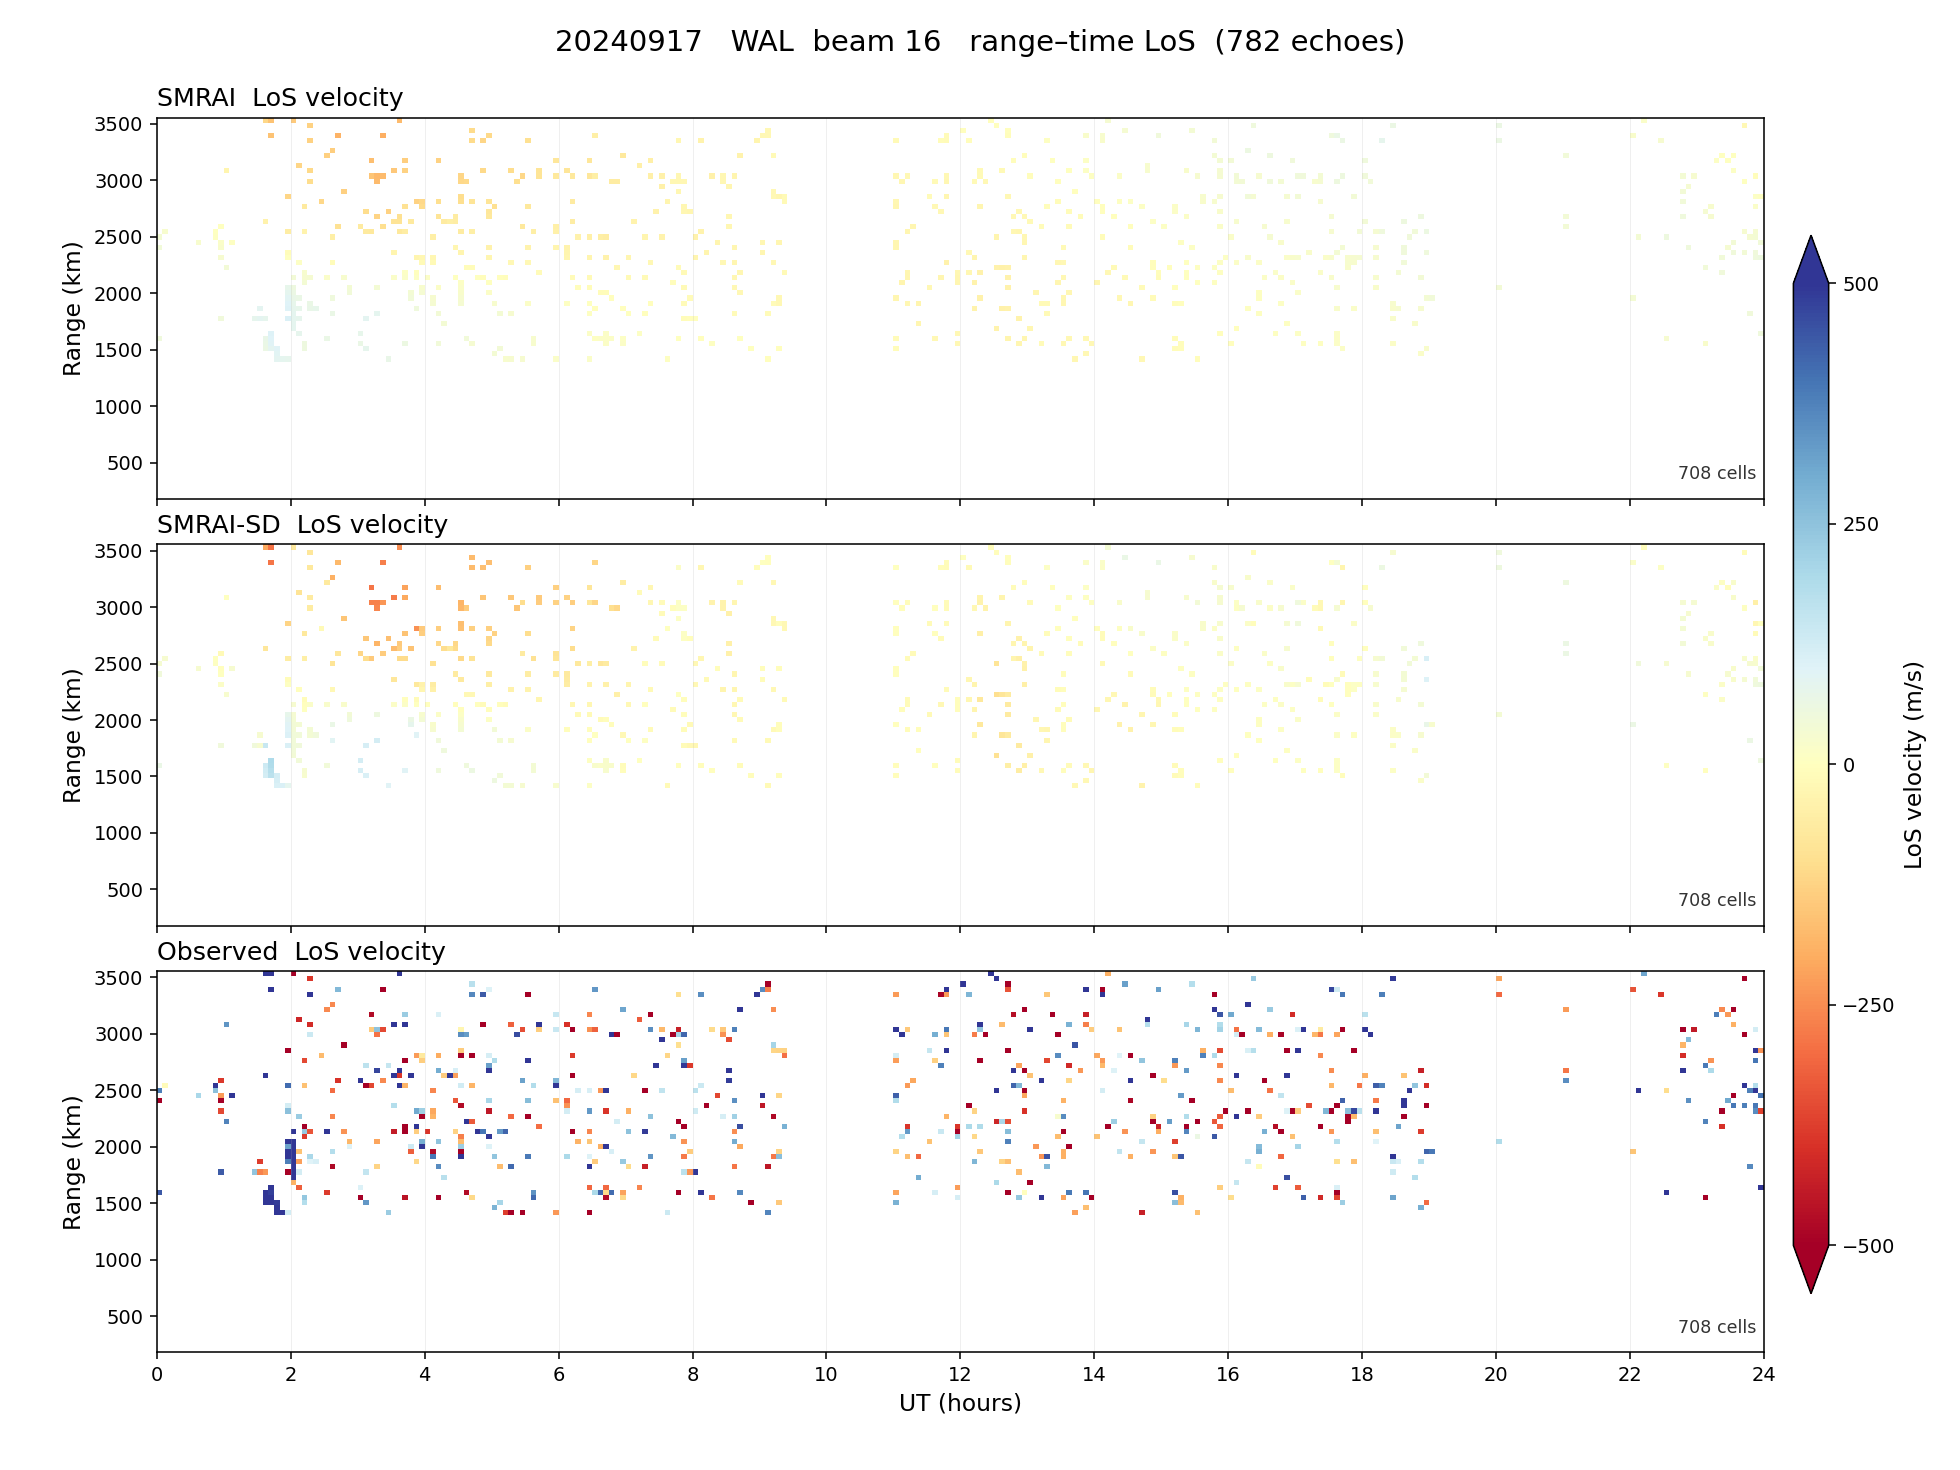 20240917   WAL  beam 16   range–time LoS  (782 echoes)
SMRAI  LoS velocity
3500
3000
2500
2000
1500
1000
500
Range (km)
708 cells
SMRAI-SD  LoS velocity
3500
3000
2500
2000
1500
1000
500
Range (km)
708 cells
Observed  LoS velocity
3500
3000
2500
2000
1500
1000
500
Range (km)
708 cells
0 2 4 6 8 10 12 14 16 18 20 22 24
UT (hours)
500
250
0
−250
−500
LoS velocity (m/s)